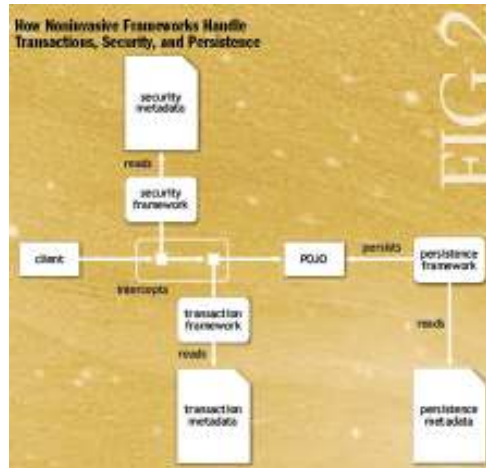 How Noninvasive Frameworks Handle
Transactions, Security, and Persistence
FIG 2
security
metadata
reads
security
framework
client
POJO
persists
persistence
framework
intercepts
transaction
framework
reads
reads
transaction
metadata
persistence
metadata